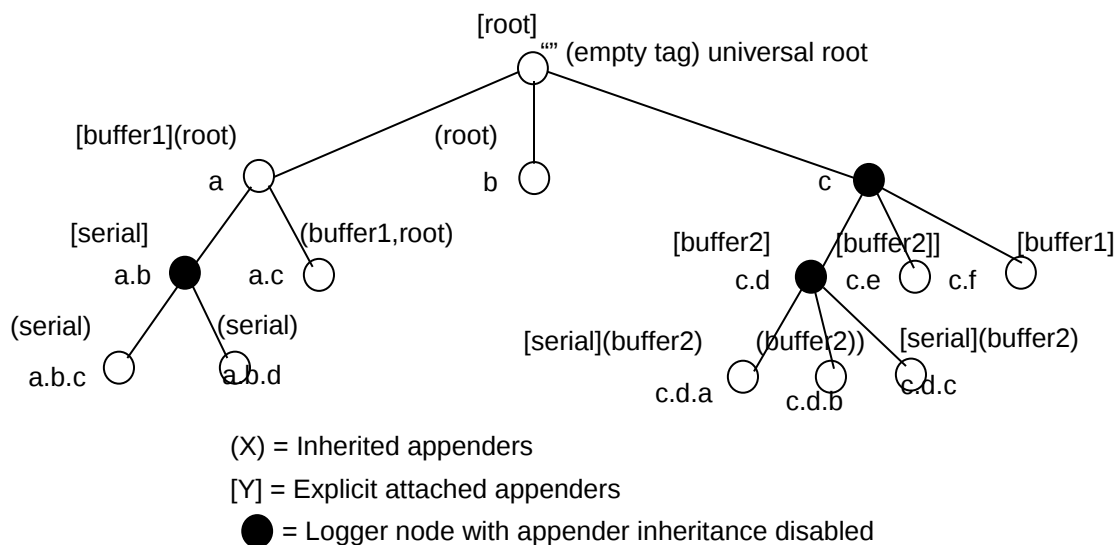 [root]
“” (empty tag) universal root
[buffer1](root)
(root)
a
b
c
[serial]
(buffer1,root)
[buffer2]
[buffer2]]
[buffer1]
a.b
a.c
c.d
c.e
c.f
(serial)
(serial)
[serial](buffer2)
(buffer2))
[serial](buffer2)
a.b.c
a.b.d
c.d.a
c.d.b
c.d.c
(X) = Inherited appenders
[Y] = Explicit attached appenders
= Logger node with appender inheritance disabled